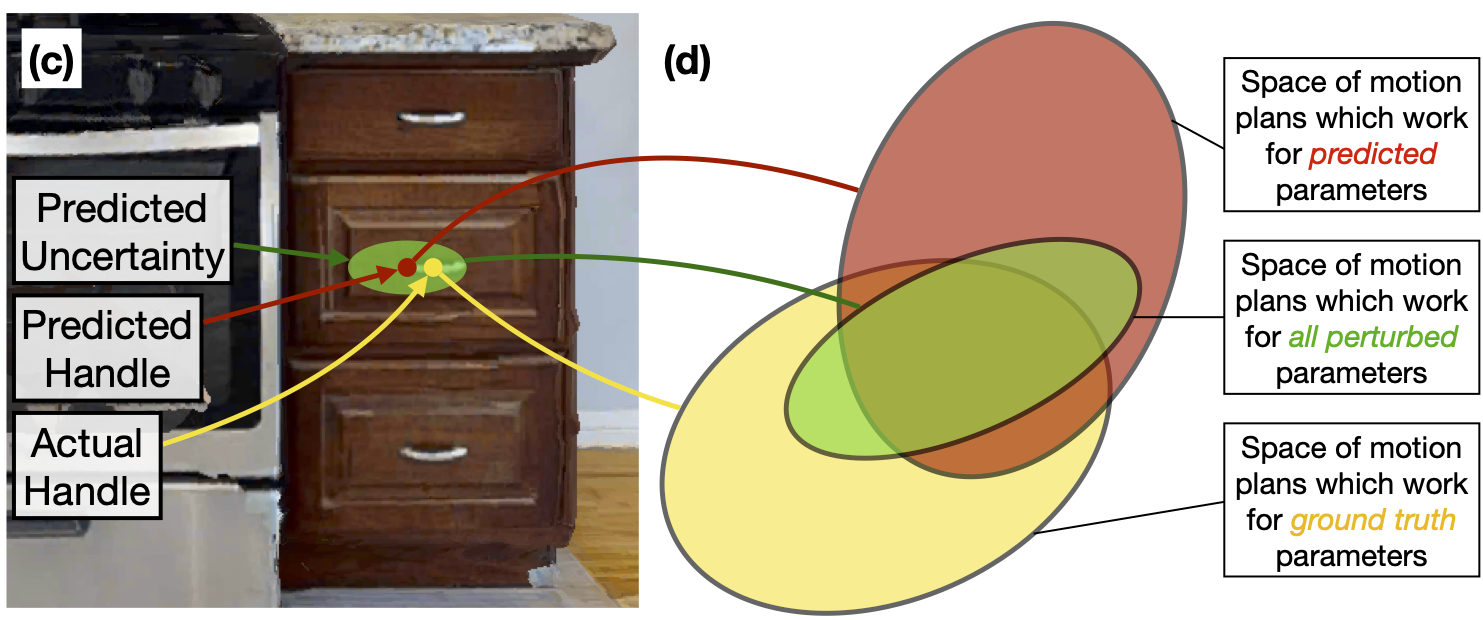 (c)
Predicted
Uncertainty
Predicted
Handle
Actual
Handle
(d)
Space of motion
plans which work
for predicted
parameters
Space of motion
plans which work
for all perturbed
parameters
Space of motion
plans which work
for ground truth
parameters